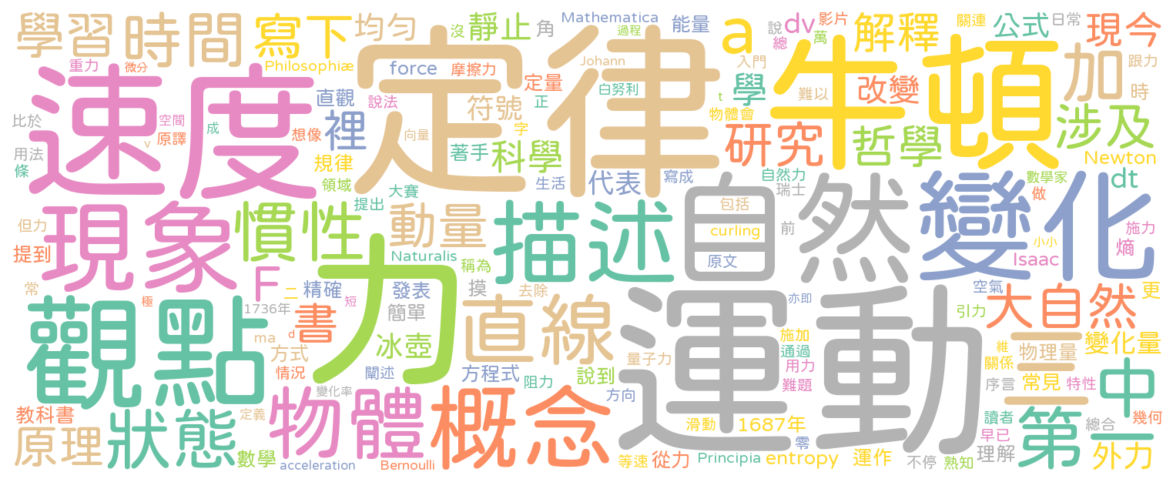 學習
時間
寫下
均勻
沒
靜止
角
Mathematica
過程
能量
a
說
總
dv
萬
影片
解釋
關連
公式
日常
現今
重力
微分
Philosophiæ
force
摩擦力
定律
Johann
入門
牛頓
加
跟力
速度
直觀
說法
符號
定量
正
白努利
t
學
難以
改變
時
比於
空間
成
想像
裡
向量
字
物體會
涉及
用法
v
原譯
規律
著手
科學
研究
哲學
Newton
條
領域
大賽
生活
代表
寫成
自然力
瑞士
數學家
做
dt
現象
提出
慣性
動量
描述
包括
自然
前
變化
但力
curling
施力
提到
F
Naturalis
稱為
原文
小小
Isaac
熵
常
極
二
精確
發表
摸
去除
亦即
空氣
更
觀點
1736年
短
力
簡單
直線
運動
引力
大自然
ma
d
書
冰壺
施加
量子力
通過
三
維
物理量
變化量
方式
情況
闡述
方程式
阻力
說到
用力
關係
中
變化率
方向
難題
序言
常見
特性
教科書
定義
狀態
物體
概念
滑動
1687年
讀者
第
幾何
原理
零
早已
總合
數學
acceleration
Bernoulli
等速
從力
Principia
entropy
運作
不停
熟知
理解
外力